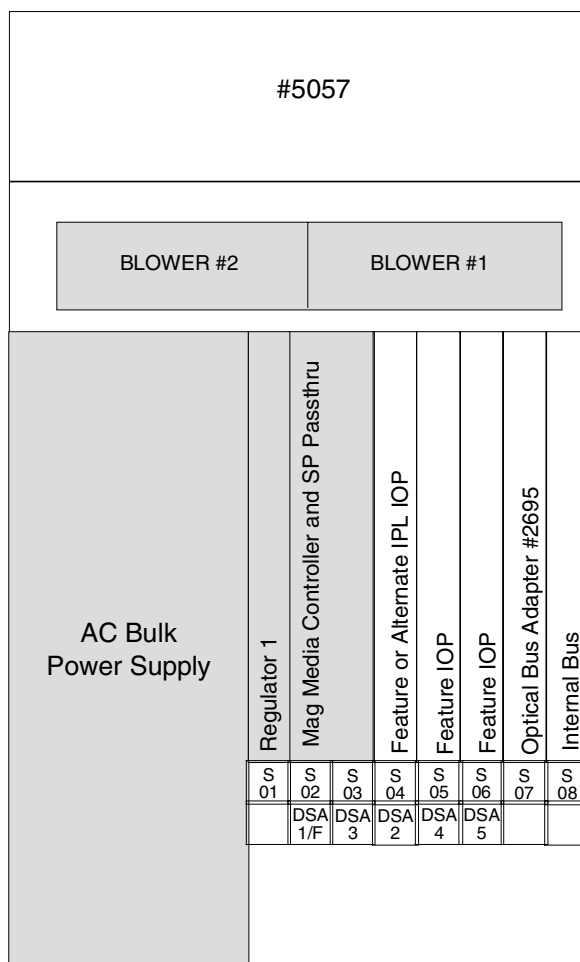 #5057
BLOWER #2
BLOWER #1
AC Bulk
Power Supply
Regulator 1
Mag Media Controller and SP Passthru
Feature or Alternate IPL IOP
Feature IOP
Feature IOP
Optical Bus Adapter #2695
Internal Bus
S
01
S
02
S
03
S
04
S
05
S
06
S
07
S
08
DSA
1/F
DSA
3
DSA
2
DSA
4
DSA
5